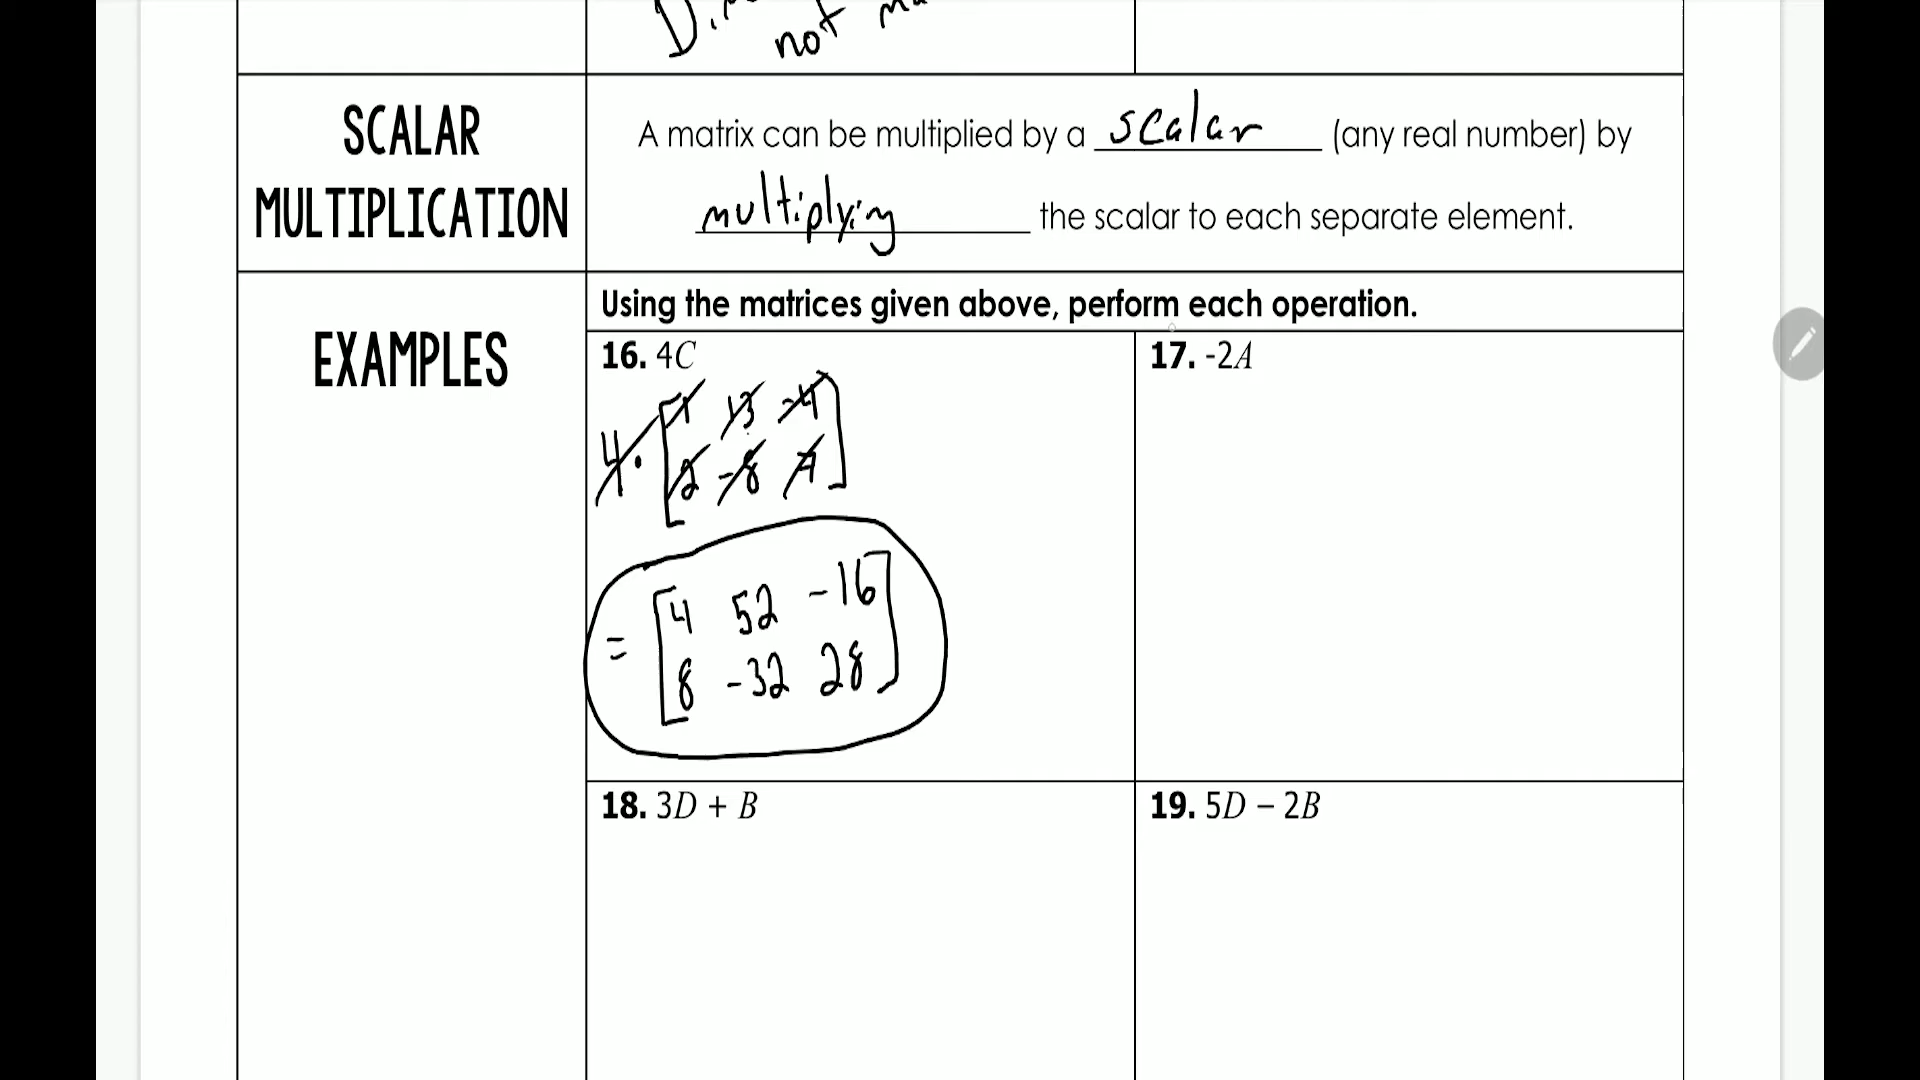 not
SCALAR
MULTIPLICATION
A matrix can be multiplied by a scalar (any real number) by
multiplying the scalar to each separate element.
EXAMPLES
Using the matrices given above, perform each operation.
16. 4C
4 · [1 13 -4
2 -8 7]
= [4 52 -16
8 -32 28]
17. -2A
18. 3D + B
19. 5D – 2B